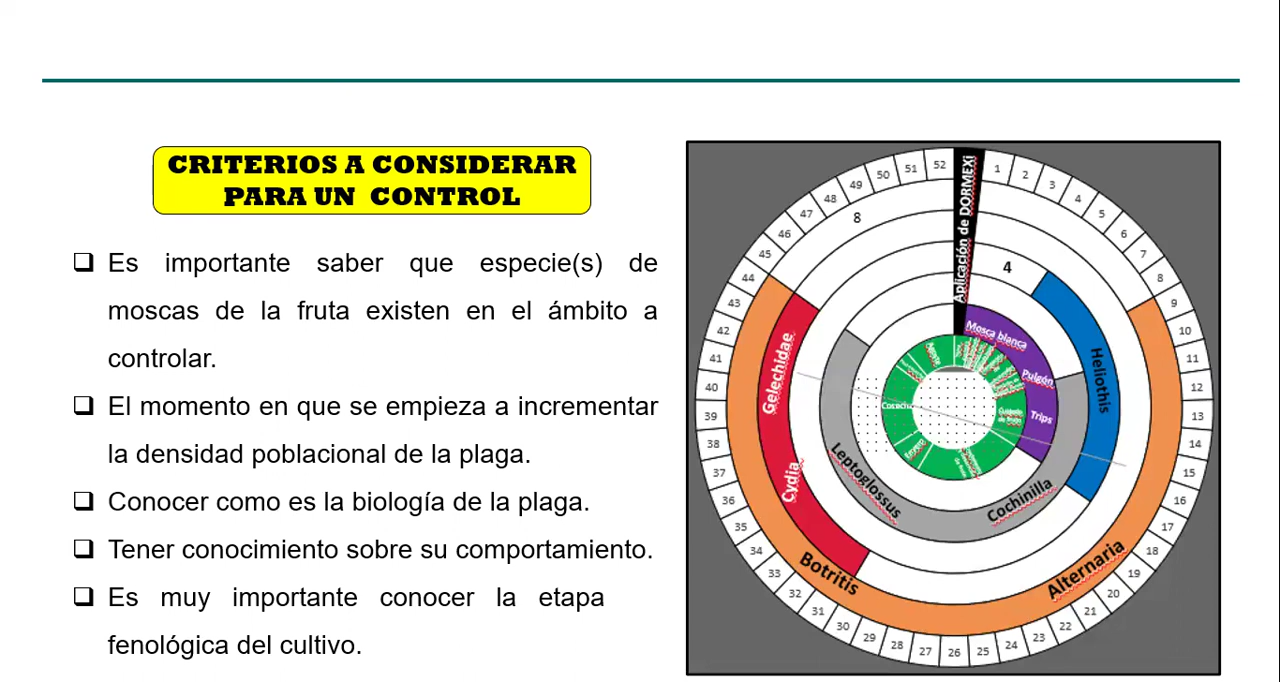 CRITERIOS A CONSIDERAR
PARA UN CONTROL
❑ Es importante saber que especie(s) de
moscas de la fruta existen en el ámbito a
controlar.
❑ El momento en que se empieza a incrementar
la densidad poblacional de la plaga.
❑ Conocer como es la biología de la plaga.
❑ Tener conocimiento sobre su comportamiento.
❑ Es muy importante conocer la etapa
fenológica del cultivo.
Aplicación de DORMEXi
1
2
3
4
5
6
7
8
9
10
11
12
13
14
15
16
17
18
19
20
21
22
23
24
25
26
27
28
29
30
31
32
33
34
35
36
37
38
39
40
41
42
43
44
45
46
47
48
49
50
51
52
8
4
Mosca blanca
Pulgón
Trips
Heliothis
Cochinilla
Leptoglossus
Alternaria
Botritis
Cydia
Gelechidae